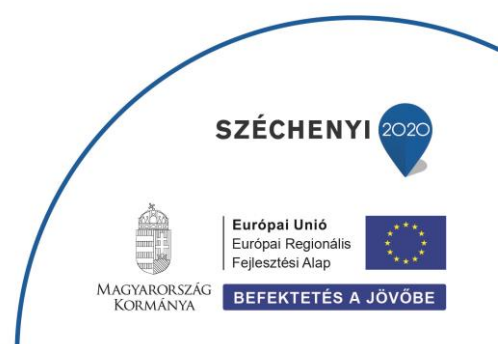 SZÉCHENYI 2020
Európai Unió
Európai Regionális
Fejlesztési Alap
MAGYARORSZÁG
KORMÁNYA
BEFEKTETÉS A JÖVŐBE